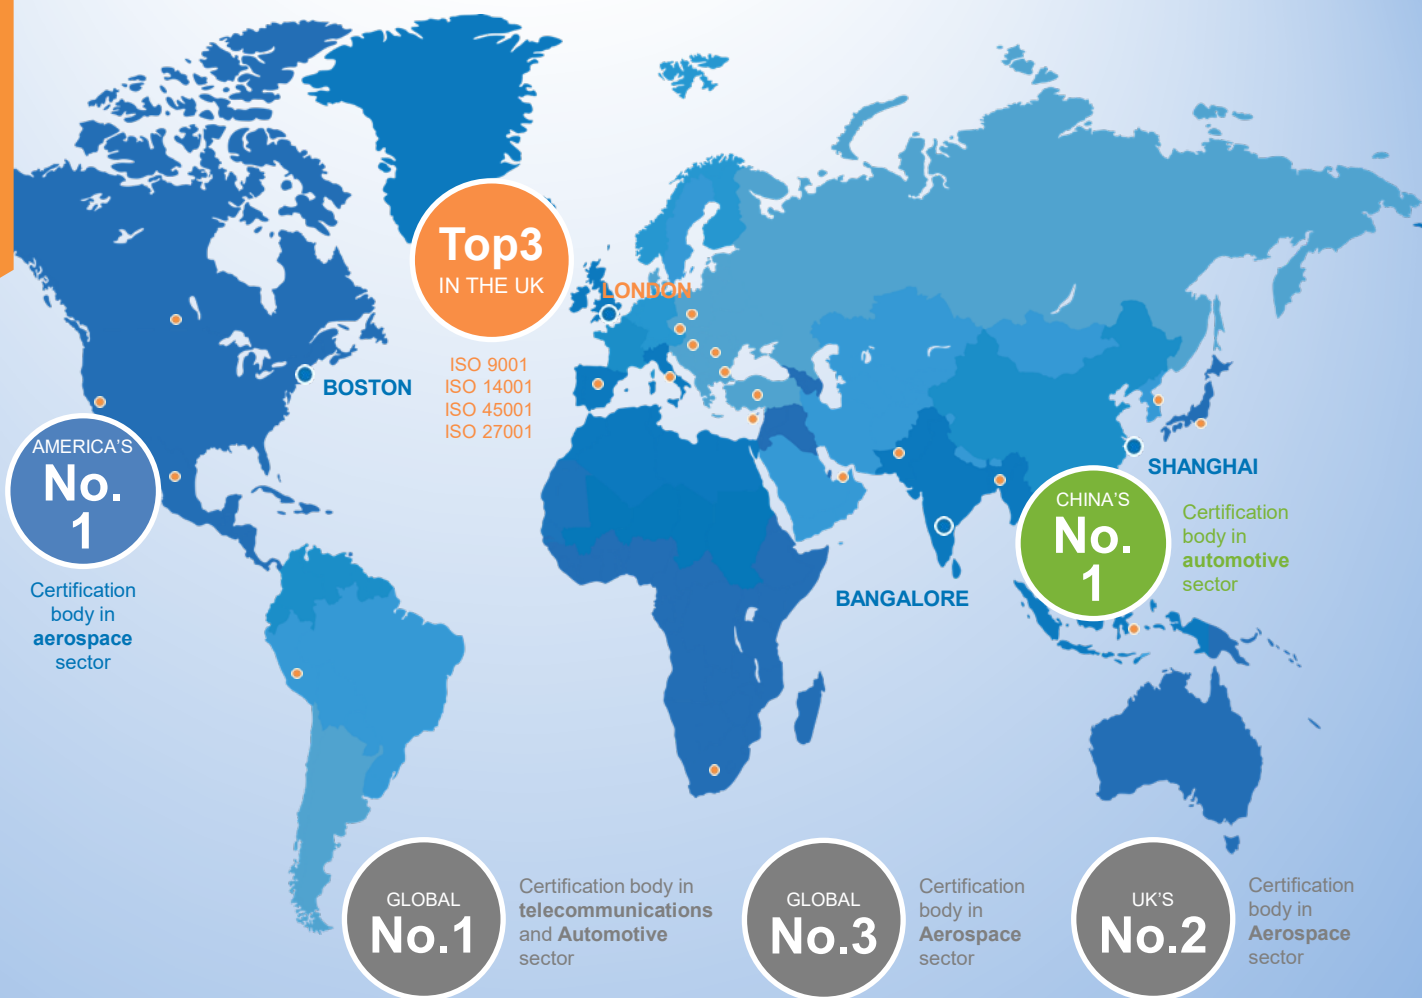 Top3
IN THE UK
ISO 9001
ISO 14001
ISO 45001
ISO 27001
LONDON
BOSTON
AMERICA'S
No.
1
Certification
body in
aerospace
sector
SHANGHAI
CHINA'S
No.
1
Certification
body in
automotive
sector
BANGALORE
GLOBAL
No.1
Certification body in
telecommunications
and Automotive
sector
GLOBAL
No.3
Certification
body in
Aerospace
sector
UK'S
No.2
Certification
body in
Aerospace
sector